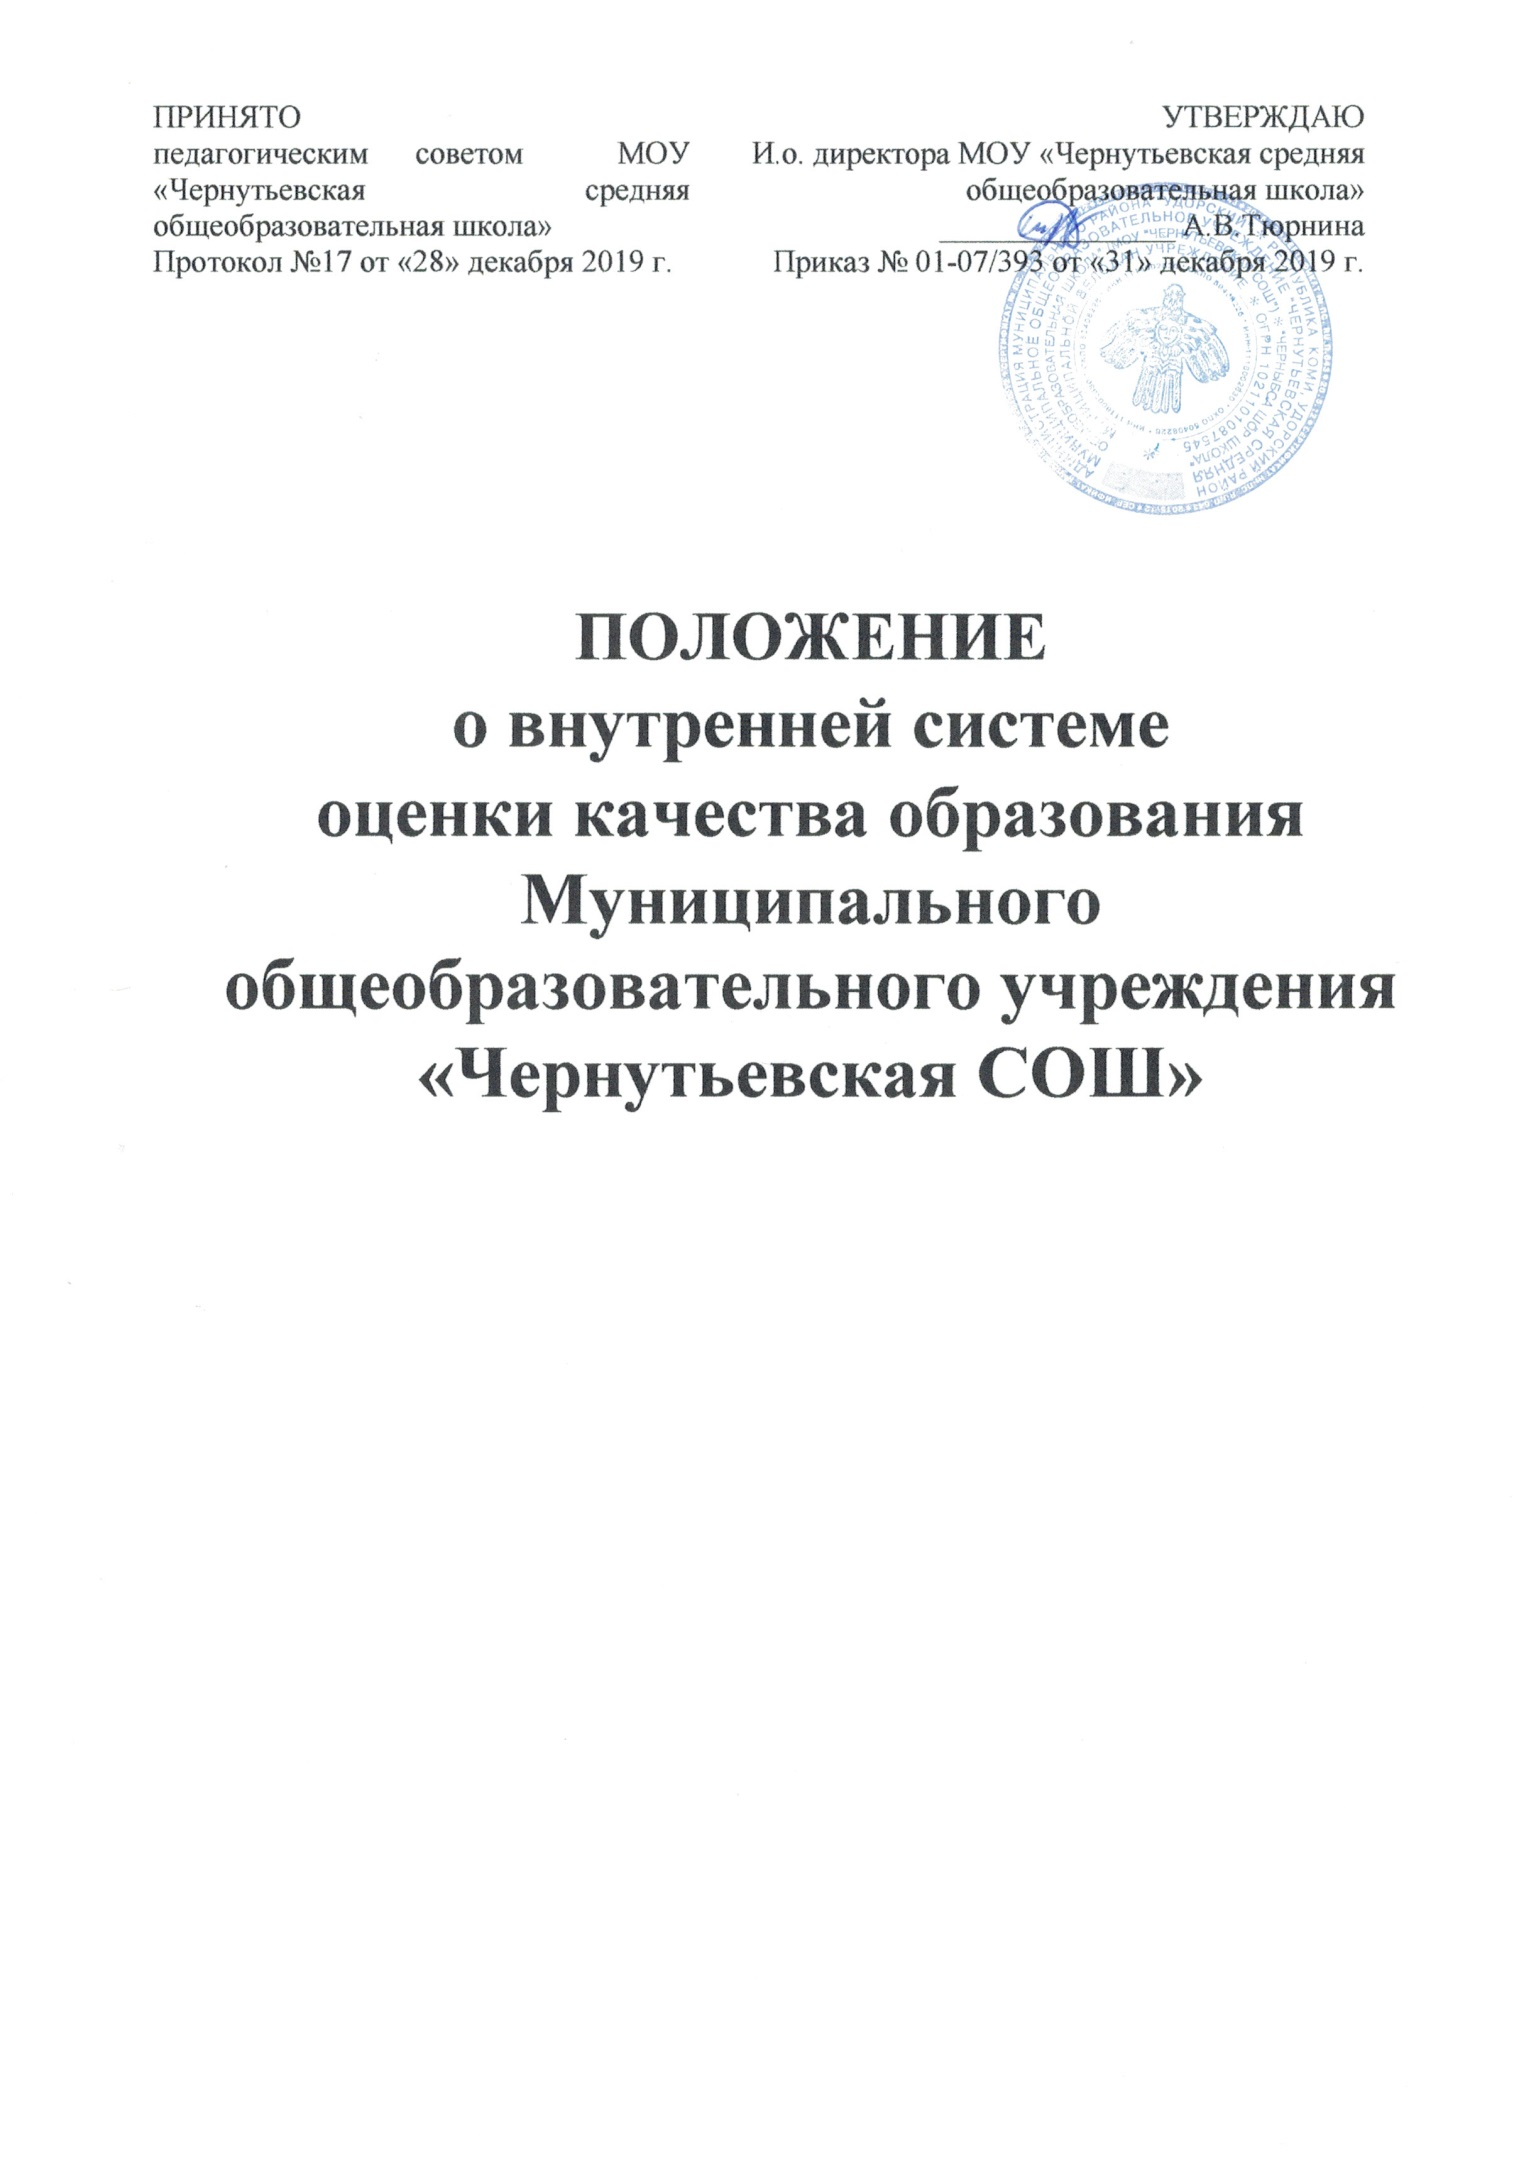 ПРИНЯТО
педагогическим советом МОУ
«Чернутьевская средняя
общеобразовательная школа»
Протокол №17 от «28» декабря 2019 г.
УТВЕРЖДАЮ
И.о. директора МОУ «Чернутьевская средняя
общеобразовательная школа»
А.В.Тюрнина
Приказ № 01-07/393 от «31» декабря 2019 г.
ПОЛОЖЕНИЕ
о внутренней системе
оценки качества образования
Муниципального
общеобразовательного учреждения
«Чернутьевская СОШ»
ОГРН 1021101087545